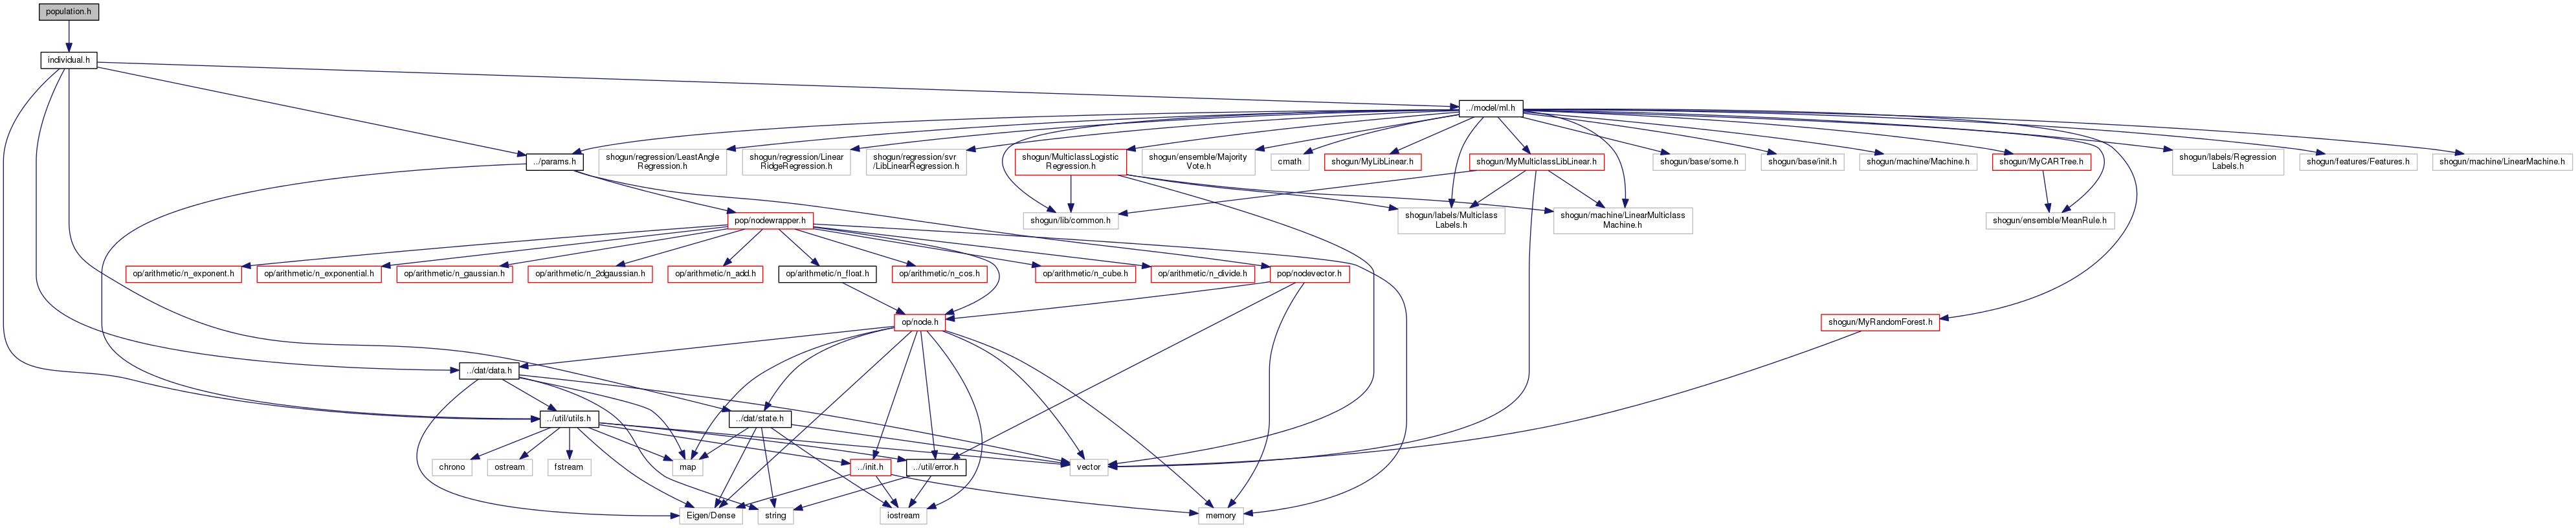 population.h
individual.h
../model/ml.h
../params.h
shogun/regression/LeastAngle
Regression.h
shogun/regression/Linear
RidgeRegression.h
shogun/regression/svr
/LibLinearRegression.h
shogun/MulticlassLogistic
Regression.h
shogun/ensemble/Majority
Vote.h
cmath
shogun/MyLibLinear.h
shogun/MyMulticlassLibLinear.h
shogun/base/some.h
shogun/base/init.h
shogun/machine/Machine.h
shogun/MyCARTree.h
shogun/labels/Regression
Labels.h
shogun/features/Features.h
shogun/machine/LinearMachine.h
pop/nodewrapper.h
shogun/lib/common.h
shogun/labels/Multiclass
Labels.h
shogun/machine/LinearMulticlass
Machine.h
shogun/ensemble/MeanRule.h
op/arithmetic/n_exponent.h
op/arithmetic/n_exponential.h
op/arithmetic/n_gaussian.h
op/arithmetic/n_2dgaussian.h
op/arithmetic/n_add.h
op/arithmetic/n_float.h
op/arithmetic/n_cos.h
op/arithmetic/n_cube.h
op/arithmetic/n_divide.h
pop/nodevector.h
op/node.h
shogun/MyRandomForest.h
../dat/data.h
../util/utils.h
../dat/state.h
chrono
ostream
fstream
map
../init.h
../util/error.h
vector
Eigen/Dense
string
iostream
memory